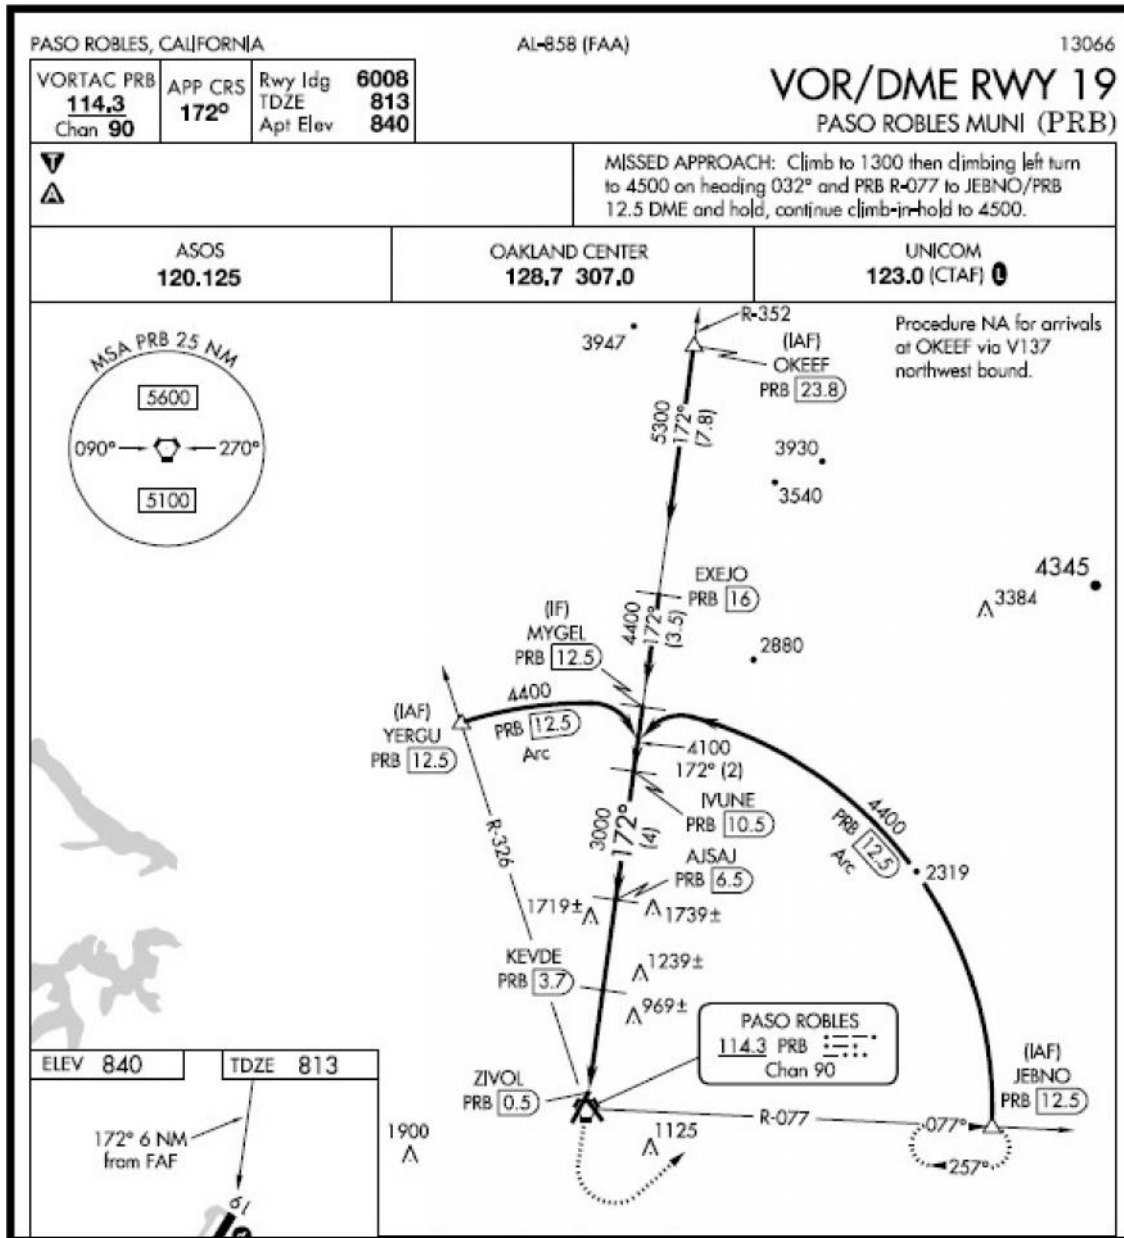 PASO ROBLES, CALIFORNIA
AL-858 (FAA)
13066
VORTAC PRB
114.3
Chan 90
APP CRS
172°
Rwy ldg 6008
TDZE 813
Apt Elev 840
VOR/DME RWY 19
PASO ROBLES MUNI (PRB)
T
A
MISSED APPROACH: Climb to 1300 then climbing left turn
to 4500 on heading 032° and PRB R-077 to JEBNO/PRB
12.5 DME and hold, continue climb-in-hold to 4500.
ASOS
120.125
OAKLAND CENTER
128.7 307.0
UNICOM
123.0 (CTAF) L
MSA PRB 25 NM
5600
090°
270°
5100
3947
R-352
(IAF)
OKEEF
PRB 23.8
Procedure NA for arrivals
at OKEEF via V137
northwest bound.
5300
172°
(7.8)
3930
3540
EXEJO
PRB 16
4345
3384
(IF)
MYGEL
PRB 12.5
4400
172°
(3.5)
2880
(IAF)
YERGU
PRB 12.5
4400
PRB 12.5
Arc
4100
172° (2)
IVUNE
PRB 10.5
4400
PRB 12.5
Arc
2319
R-326
3000
172°
(4)
AJSAJ
PRB 6.5
1719±
1739±
KEVDE
PRB 3.7
1239±
969±
PASO ROBLES
114.3 PRB
Chan 90
(IAF)
JEBNO
PRB 12.5
ZIVOL
PRB 0.5
R-077
077°
257°
1125
1900
ELEV 840
TDZE 813
172° 6 NM
from FAF
19